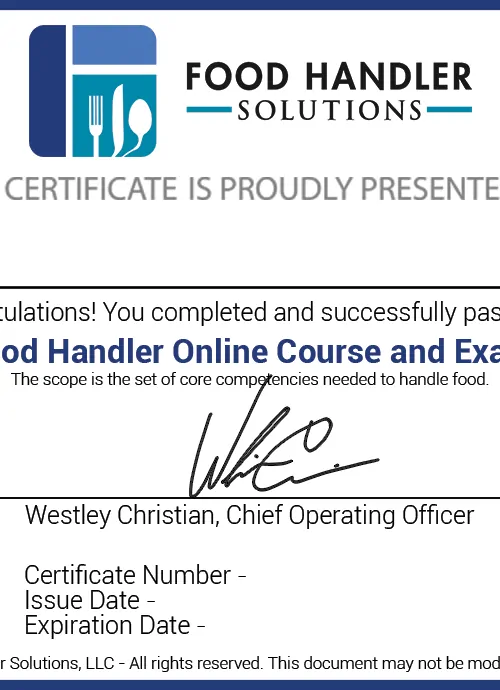 FOOD HANDLER
SOLUTIONS
CERTIFICATE IS PROUDLY PRESENTE
tulations! You completed and successfully pas
od Handler Online Course and Exa
The scope is the set of core competencies needed to handle food.
Westley Christian, Chief Operating Officer
Certificate Number -
Issue Date -
Expiration Date -
r Solutions, LLC - All rights reserved. This document may not be mod